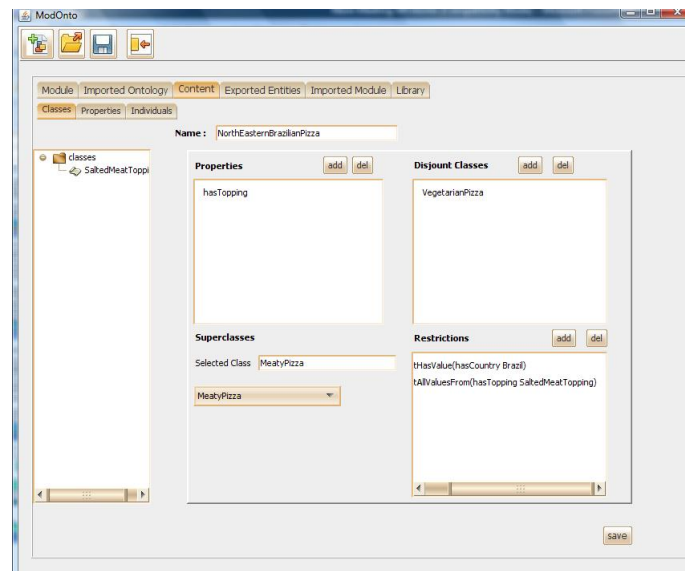 ModOnto
Module Imported Ontology Content Exported Entities Imported Module Library
Classes Properties Individuals
Name : NorthEasternBrazilianPizza
classes
SaltedMeatToppi
Properties add del
hasTopping
Disjount Classes add del
VegetarianPizza
Superclasses
Selected Class MeatyPizza
MeatyPizza
Restrictions add del
tHasValue(hasCountry Brazil)
tAllValuesFrom(hasTopping SaltedMeatTopping)
save